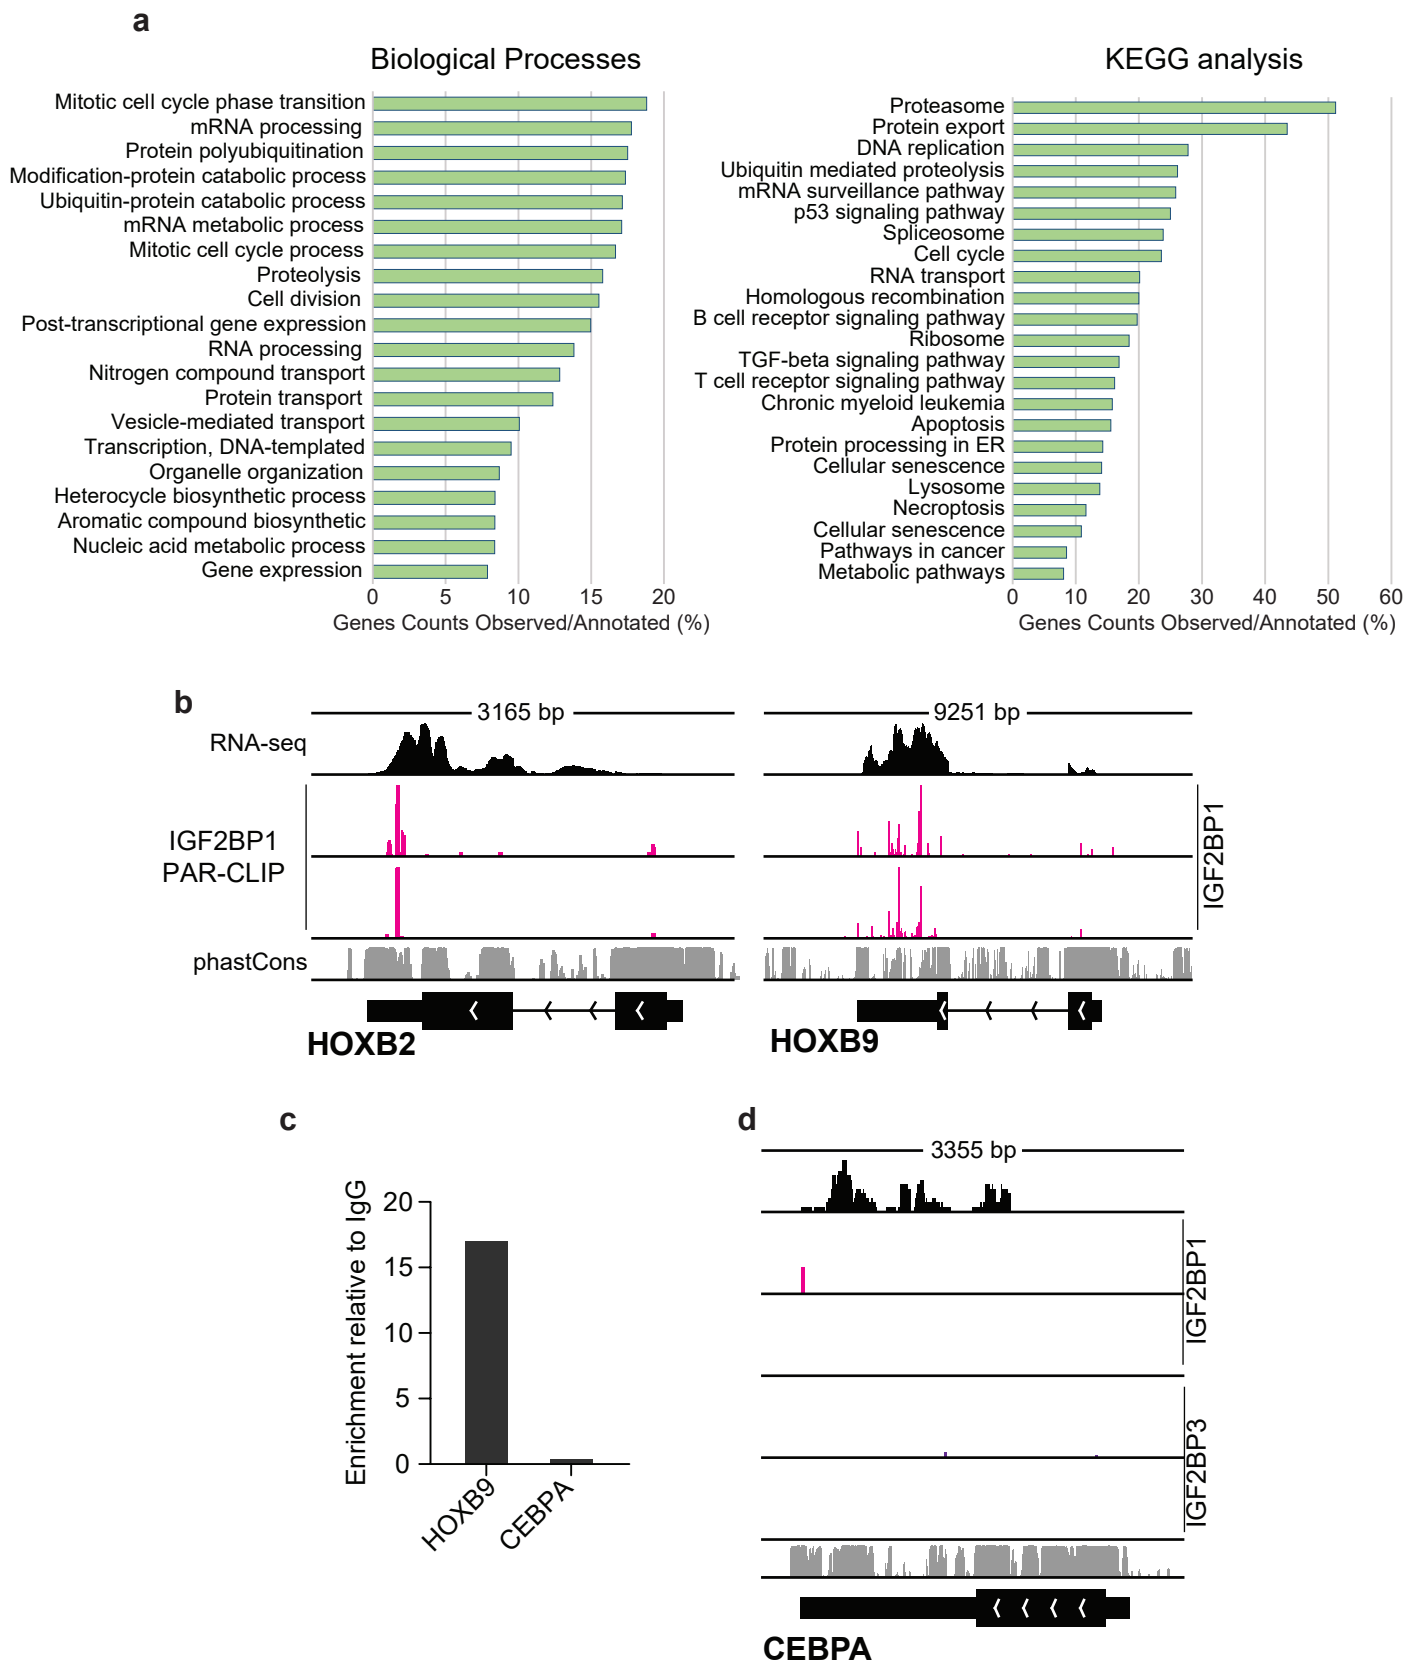 a
Biological Processes
Mitotic cell cycle phase transition
mRNA processing
Protein polyubiquitination
Modification-protein catabolic process
Ubiquitin-protein catabolic process
mRNA metabolic process
Mitotic cell cycle process
Proteolysis
Cell division
Post-transcriptional gene expression
RNA processing
Nitrogen compound transport
Protein transport
Vesicle-mediated transport
Transcription, DNA-templated
Organelle organization
Heterocycle biosynthetic process
Aromatic compound biosynthetic
Nucleic acid metabolic process
Gene expression
0 5 10 15 20
Genes Counts Observed/Annotated (%)
KEGG analysis
Proteasome
Protein export
DNA replication
Ubiquitin mediated proteolysis
mRNA surveillance pathway
p53 signaling pathway
Spliceosome
Cell cycle
RNA transport
Homologous recombination
B cell receptor signaling pathway
Ribosome
TGF-beta signaling pathway
T cell receptor signaling pathway
Chronic myeloid leukemia
Apoptosis
Protein processing in ER
Cellular senescence
Lysosome
Necroptosis
Cellular senescence
Pathways in cancer
Metabolic pathways
0 10 20 30 40 50 60
Genes Counts Observed/Annotated (%)
b
3165 bp
9251 bp
RNA-seq
IGF2BP1
PAR-CLIP
IGF2BP1
phastCons
HOXB2
HOXB9
c
Enrichment relative to IgG
20
15
10
5
0
HOXB9
CEBPA
d
3355 bp
IGF2BP1
IGF2BP3
CEBPA